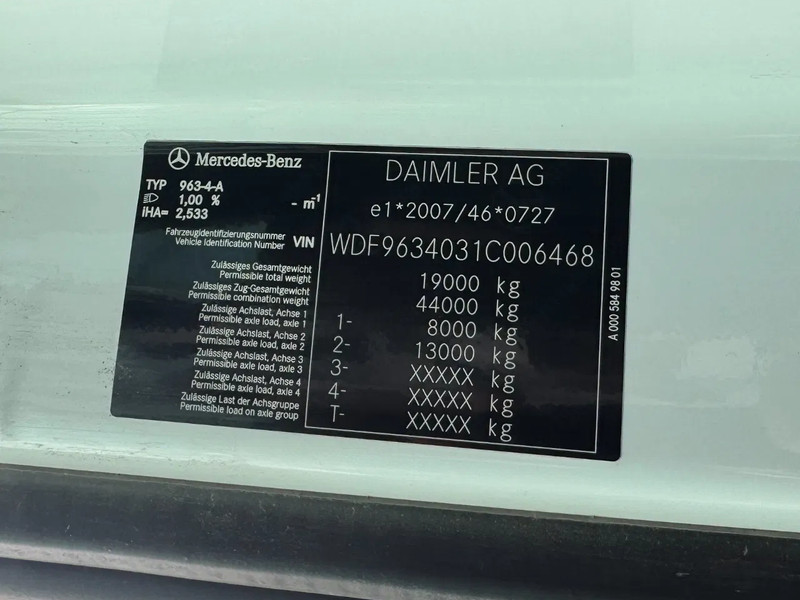 Mercedes-Benz
TYP 963-4-A
1,00 % - m-1
iHA= 2,533
Fahrzeugidentifizierungsnummer
Vehicle Identification Number VIN
DAIMLER AG
e1*2007/46*0727
WDF9634031C006468
Zulässiges Gesamtgewicht
Permissible total weight
19000 kg
Zulässiges Zug-Gesamtgewicht
Permissible combination weight
44000 kg
Zulässige Achslast, Achse 1
Permissible axle load, axle 1
1- 8000 kg
Zulässige Achslast, Achse 2
Permissible axle load, axle 2
2- 13000 kg
Zulässige Achslast, Achse 3
Permissible axle load, axle 3
3- XXXXX kg
Zulässige Achslast, Achse 4
Permissible axle load, axle 4
4- XXXXX kg
Zulässige Last der Achsgruppe
Permissible load on axle group
T- XXXXX kg
A 000 584 98 01